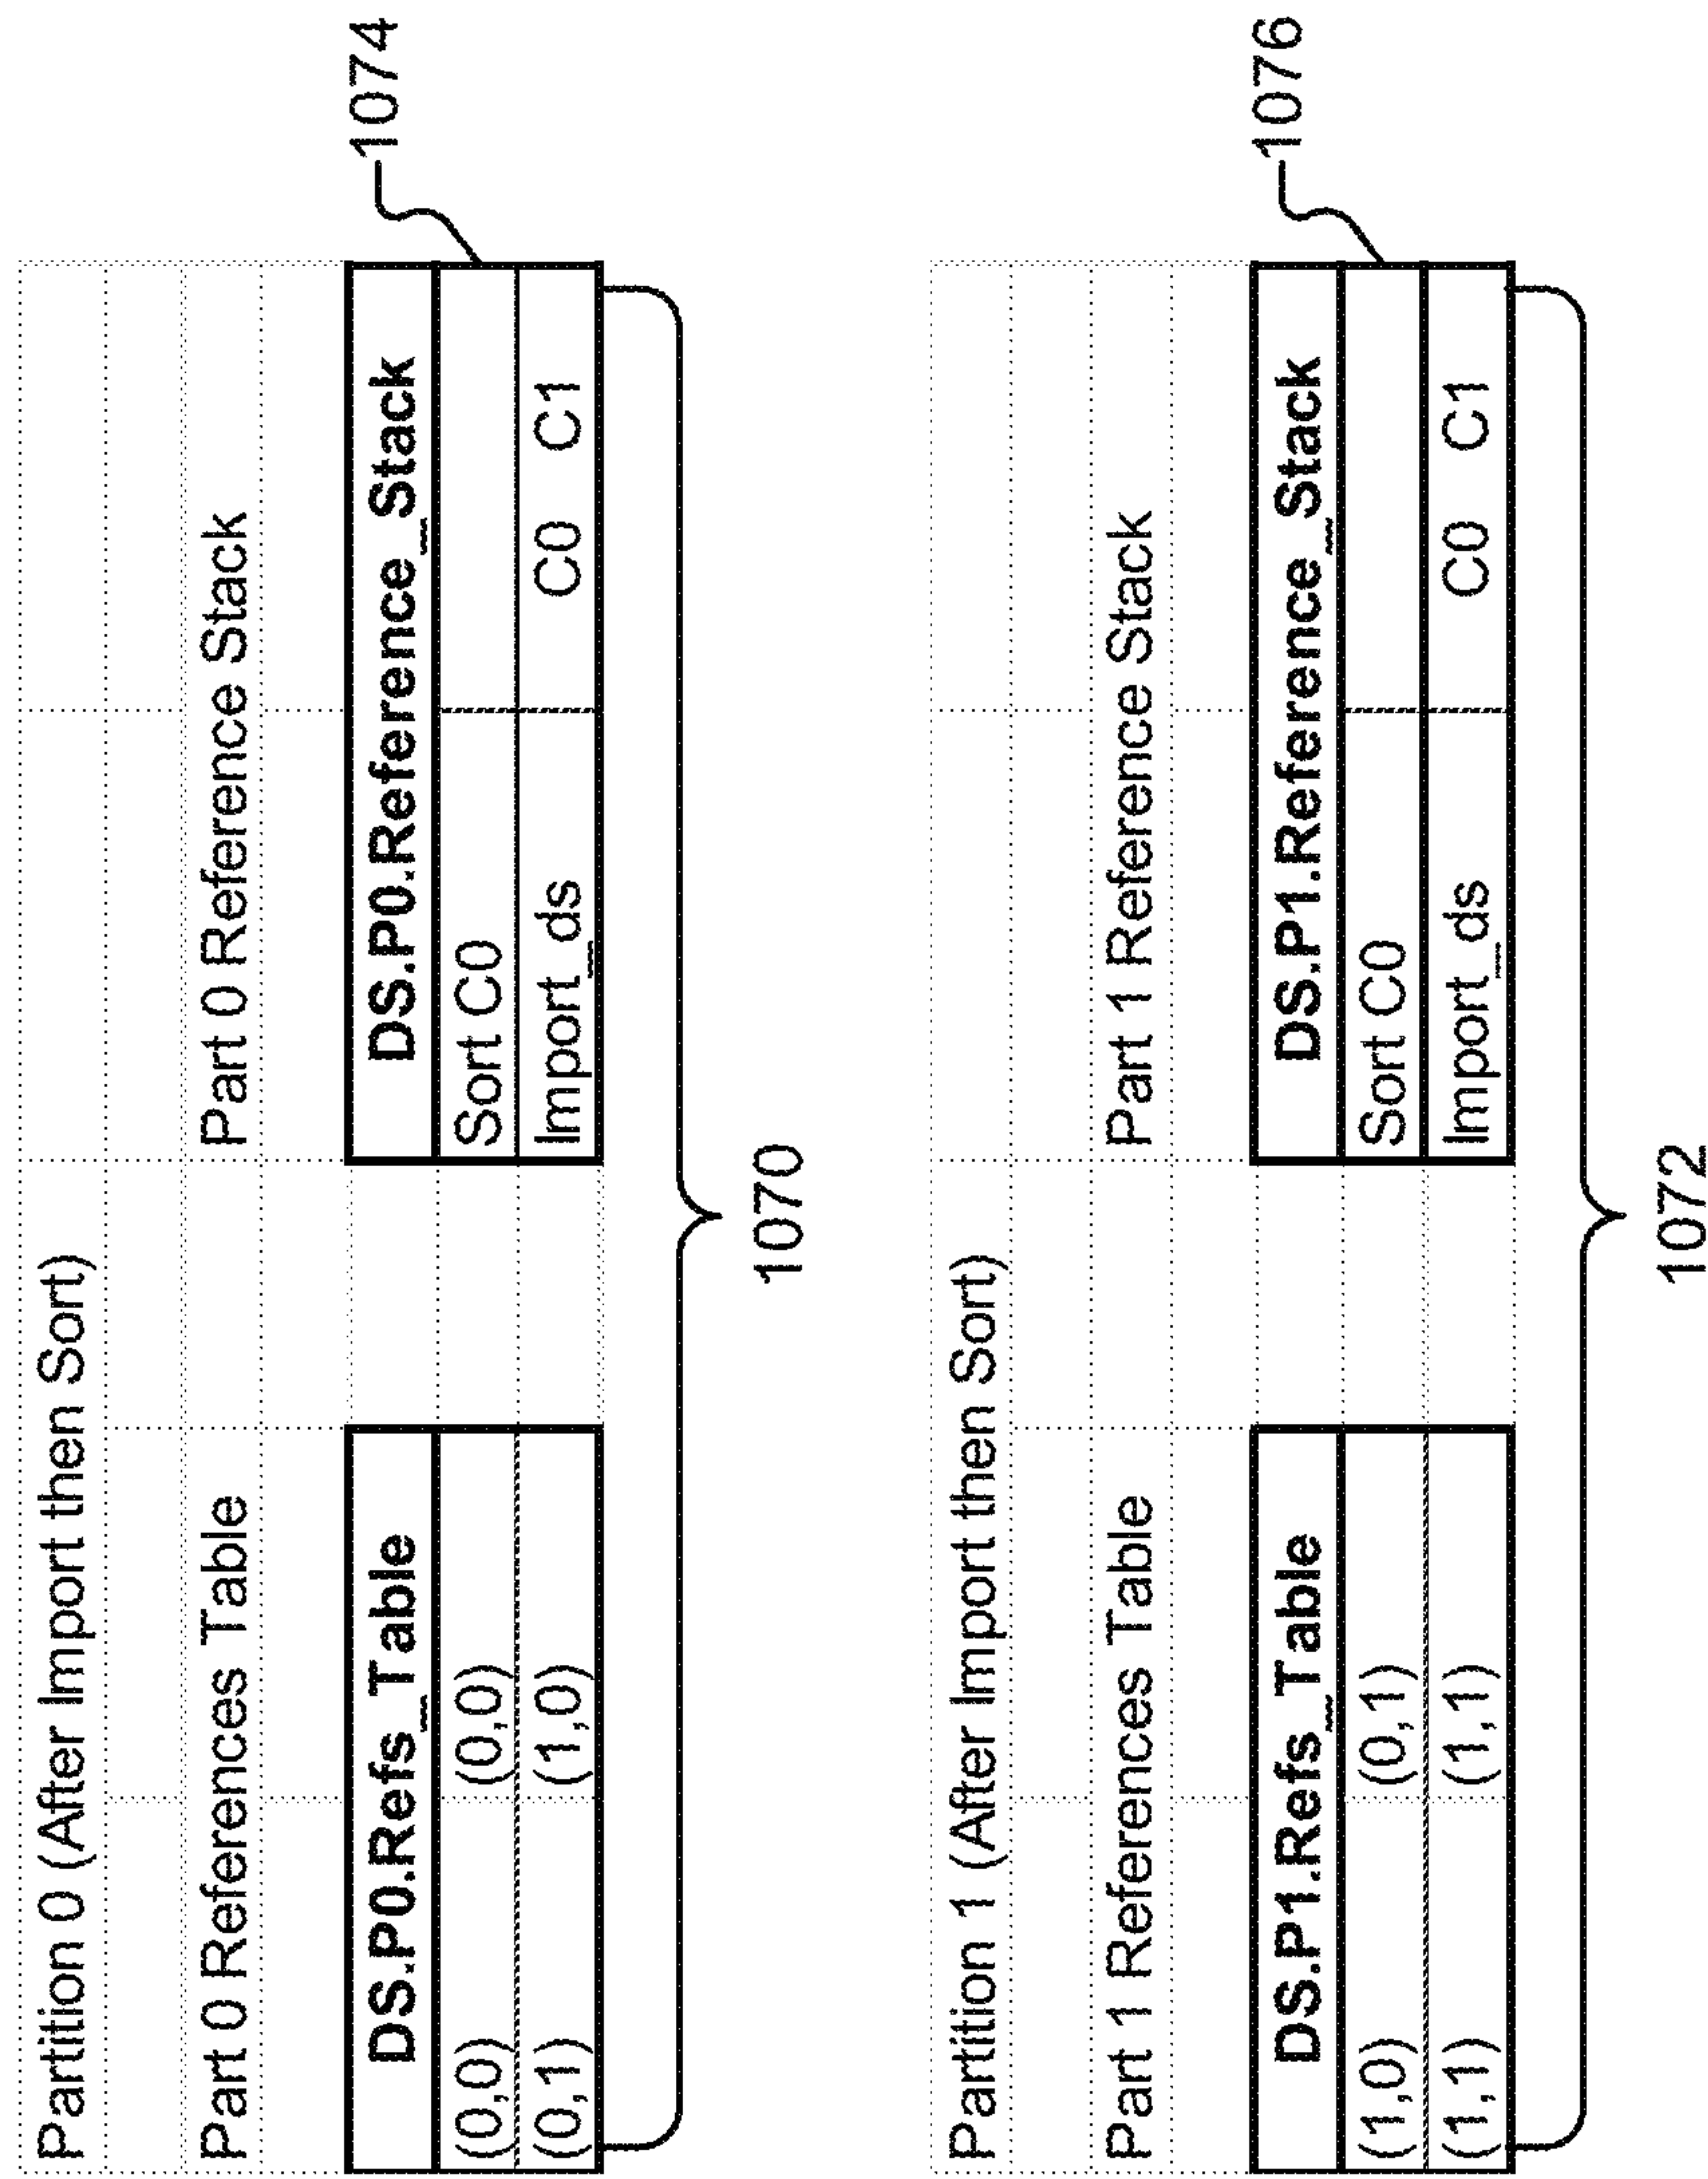 Partition 0 (After Import then Sort)
Part 0 References Table Part 0 Reference Stack
DS.P0.Refs_Table DS.P0.Reference_Stack
(0,0) (0,0) Sort C0
(0,1) (1,0) Import_ds C0 C1
1074
1070
Partition 1 (After Import then Sort)
Part 1 References Table Part 1 Reference Stack
DS.P1.Refs_Table DS.P1.Reference_Stack
(1,0) (0,1) Sort C0
(1,1) (1,1) Import_ds C0 C1
1076
1072